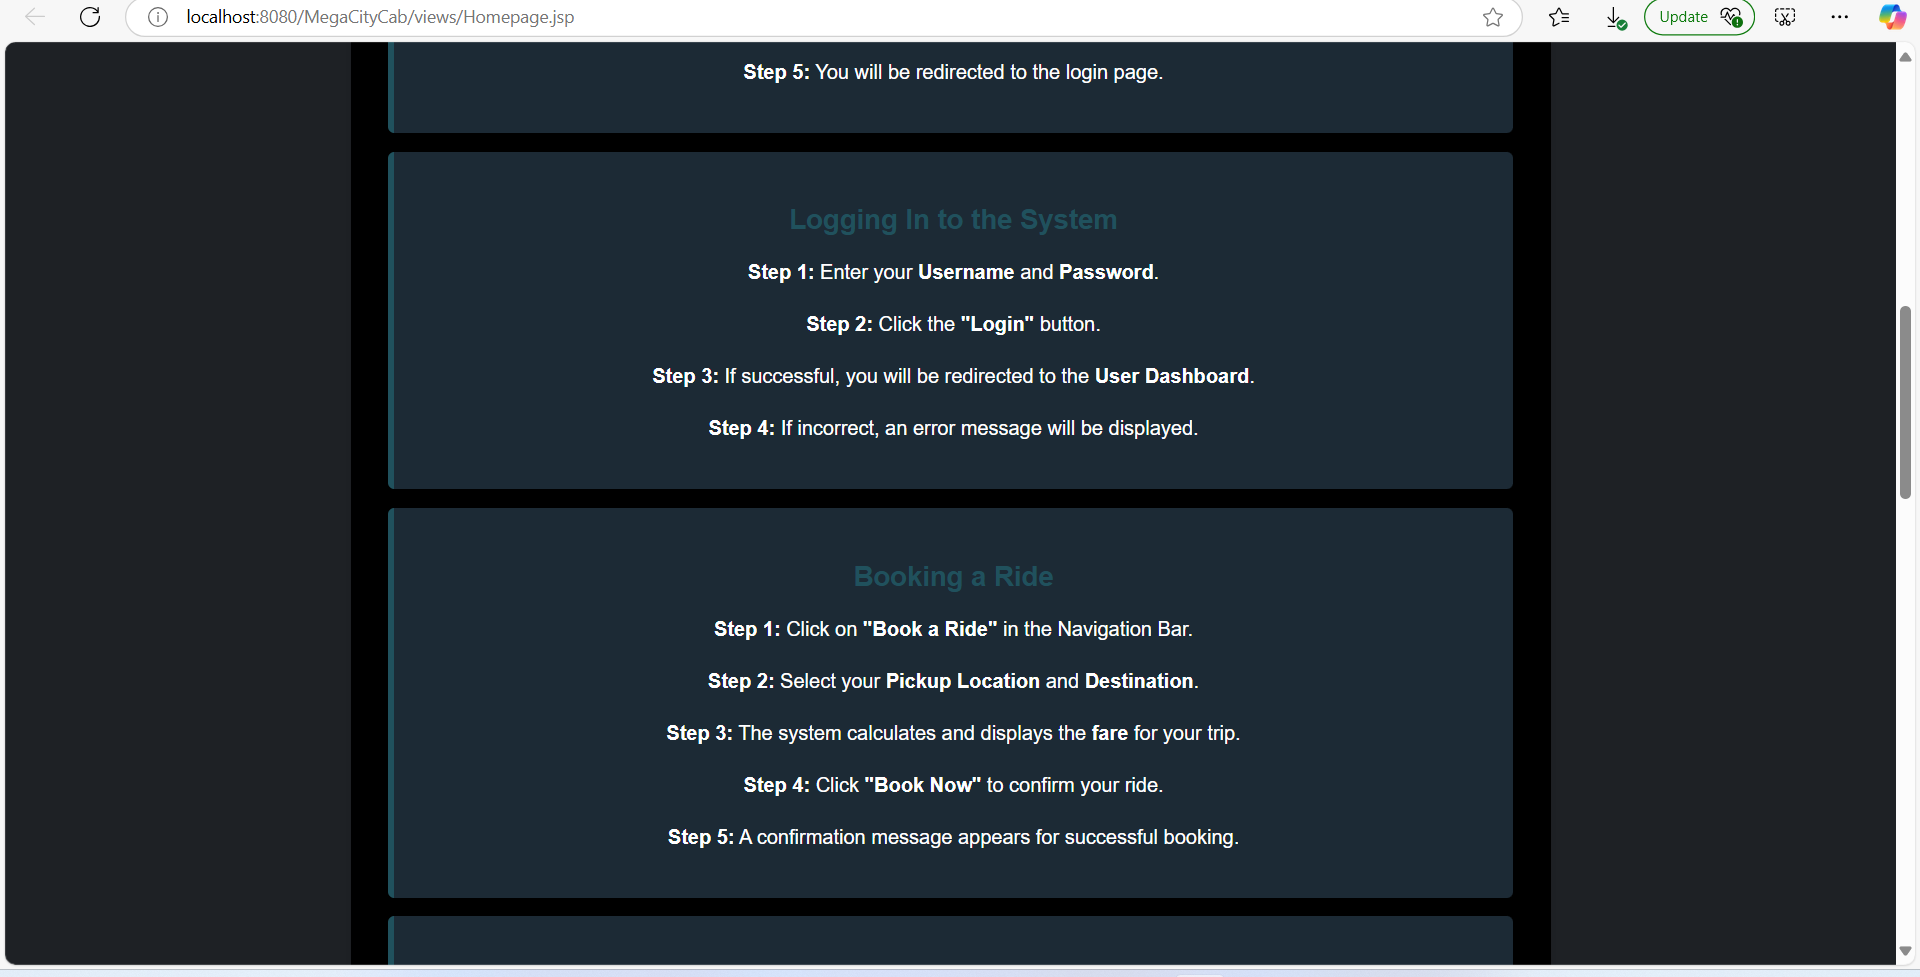 localhost:8080/MegaCityCab/views/Homepage.jsp
Update
Step 5: You will be redirected to the login page.
Logging In to the System
Step 1: Enter your Username and Password.
Step 2: Click the "Login" button.
Step 3: If successful, you will be redirected to the User Dashboard.
Step 4: If incorrect, an error message will be displayed.
Booking a Ride
Step 1: Click on "Book a Ride" in the Navigation Bar.
Step 2: Select your Pickup Location and Destination.
Step 3: The system calculates and displays the fare for your trip.
Step 4: Click "Book Now" to confirm your ride.
Step 5: A confirmation message appears for successful booking.